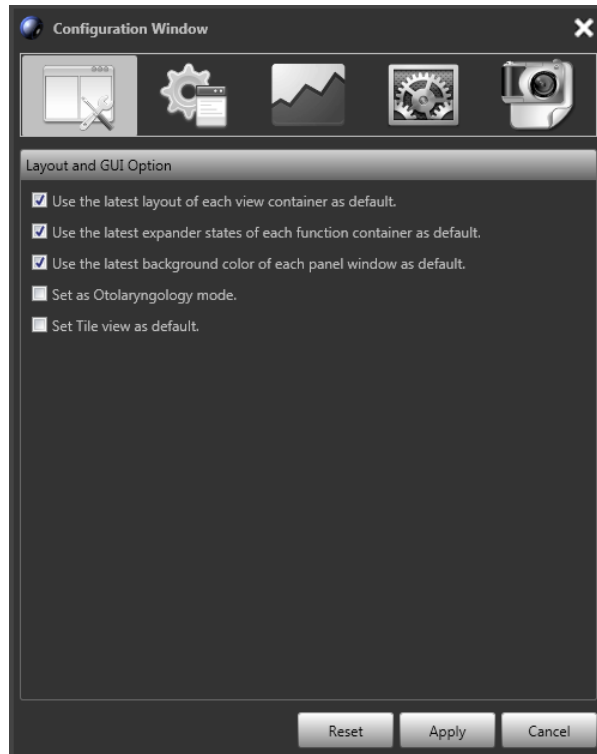 Configuration Window
Layout and GUI Option
Use the latest layout of each view container as default.
Use the latest expander states of each function container as default.
Use the latest background color of each panel window as default.
Set as Otolaryngology mode.
Set Tile view as default.
Reset Apply Cancel